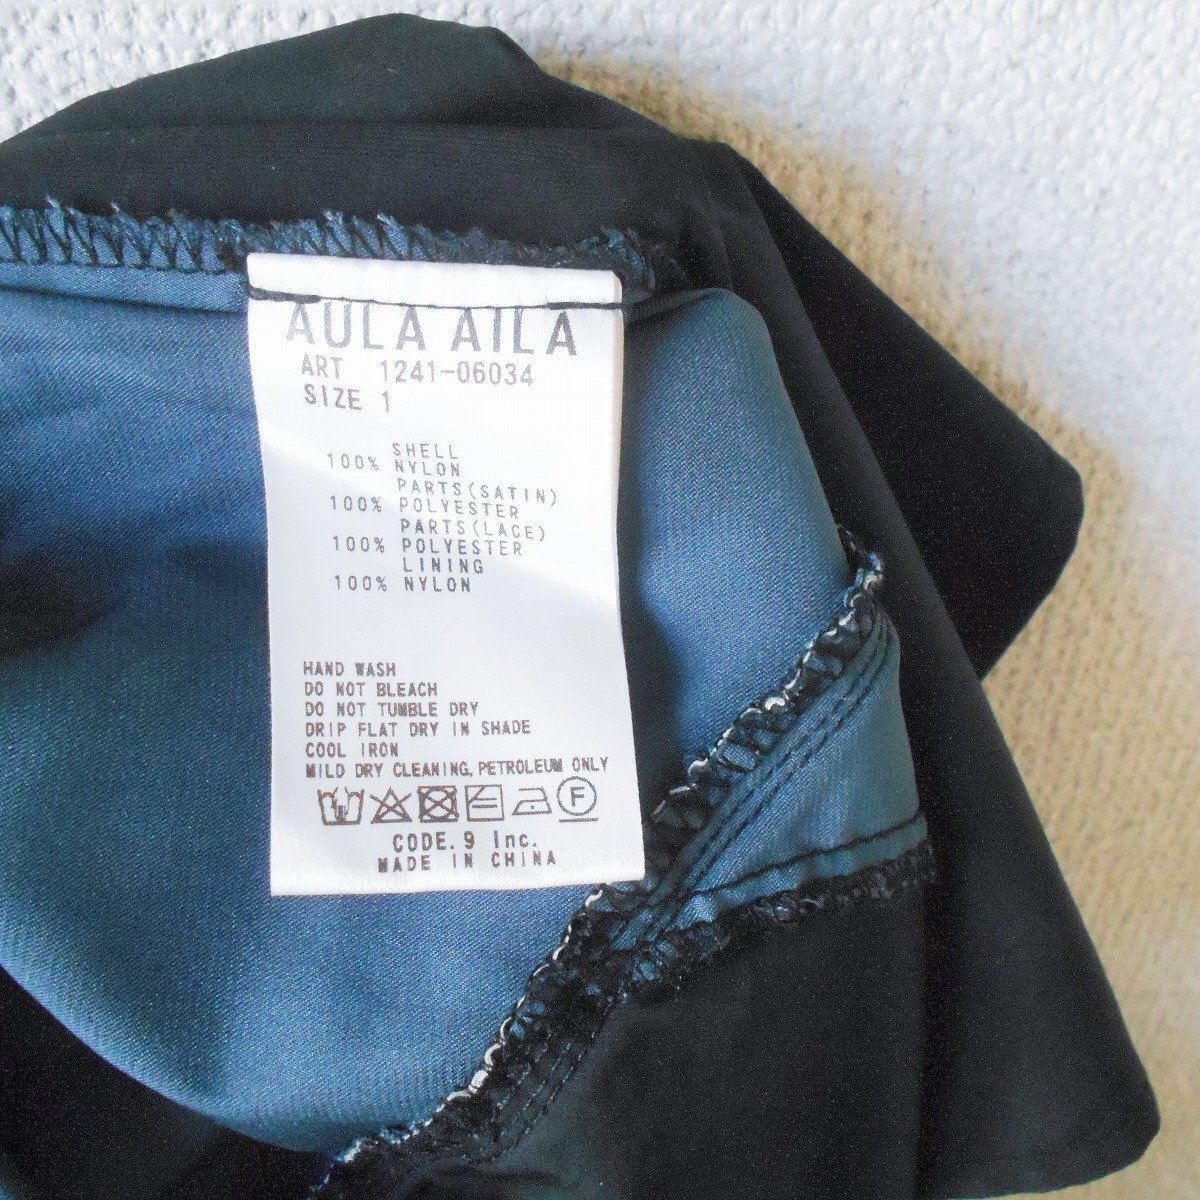 AULA AILA
ART 1241-06034
SIZE 1
SHELL
100% NYLON
PARTS(SATIN)
100% POLYESTER
PARTS(LACE)
100% POLYESTER
LINING
100% NYLON
HAND WASH
DO NOT BLEACH
DO NOT TUMBLE DRY
DRIP FLAT DRY IN SHADE
COOL IRON
MILD DRY CLEANING, PETROLEUM ONLY
F
CODE.9 Inc.
MADE IN CHINA